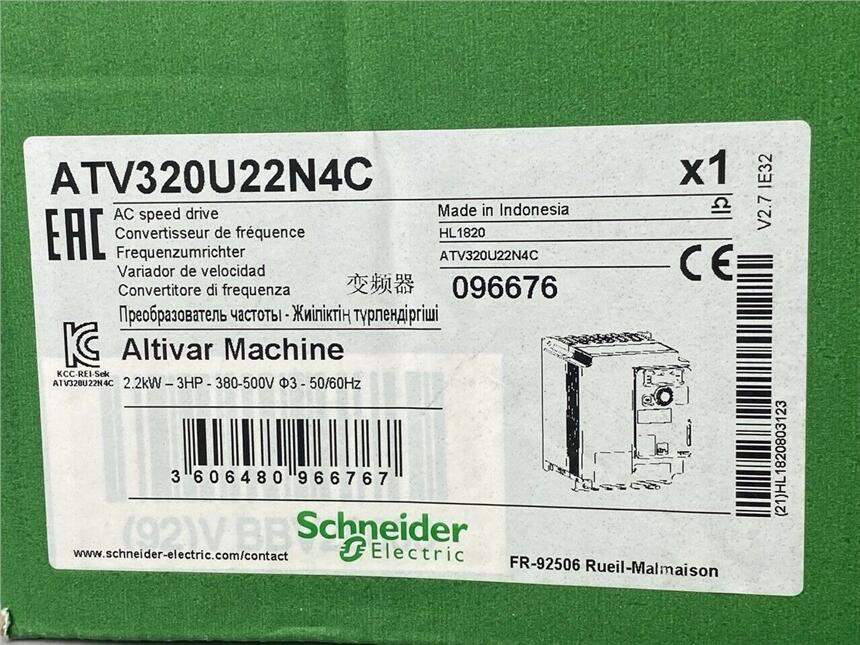 ATV320U22N4C
x1
EAC
AC speed drive
Convertisseur de fréquence
Frequenzumrichter
Variador de velocidad
Convertitore di frequenza
变频器
Преобразователь частоты - Жиіліктің түрлендіргіші
Made in Indonesia
HL1820
ATV320U22N4C
096676
CE
V2.7 IE32
KC
KCC-REI-Sek
ATV320U22N4C
Altivar Machine
2.2kW – 3HP - 380-500V Φ3 - 50/60Hz
3 606480 966767
(21)HL1820803123
Schneider
Electric
www.schneider-electric.com/contact
FR-92506 Rueil-Malmaison